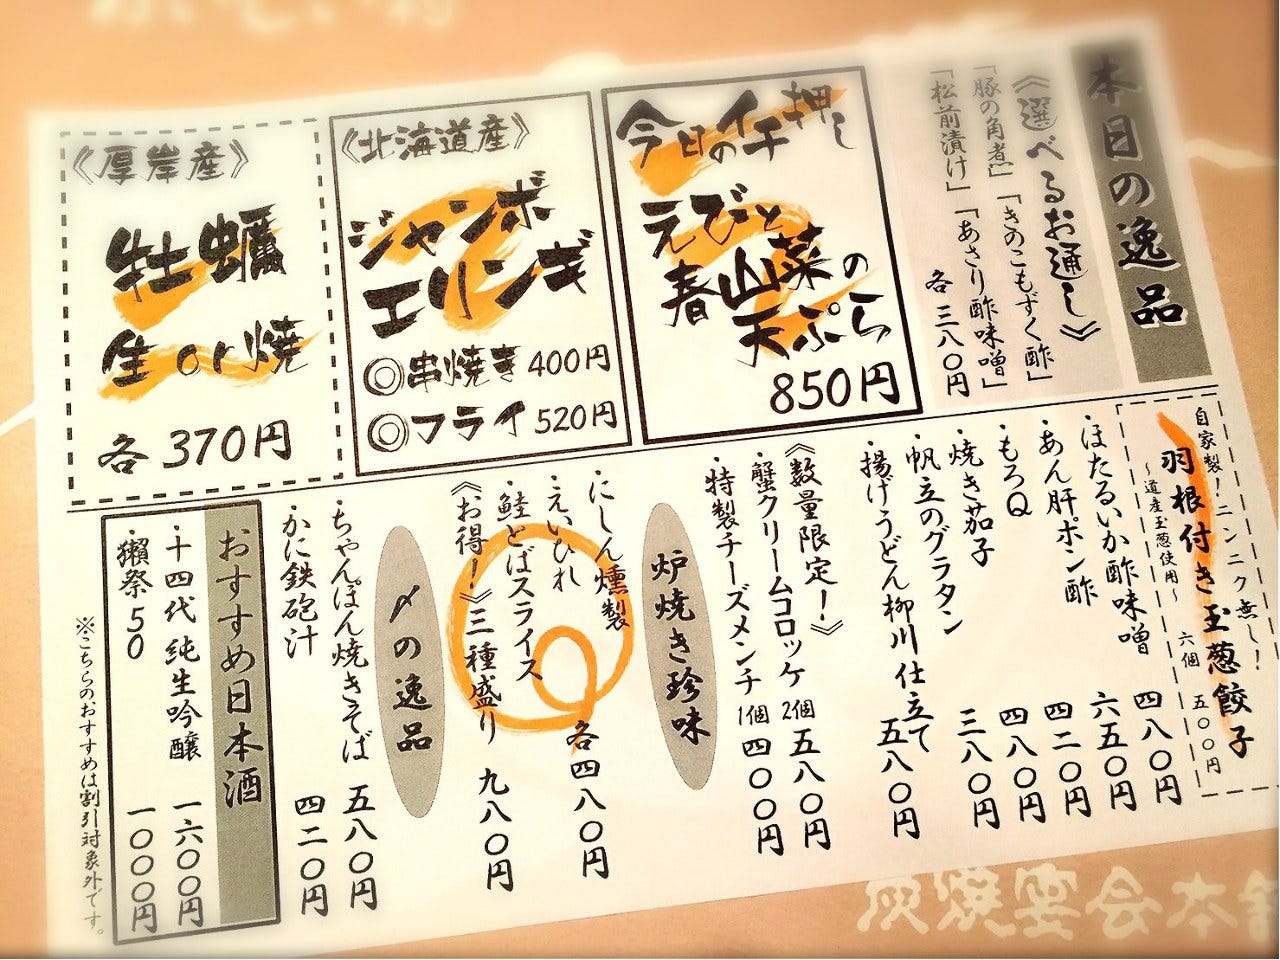 本日の逸品
《選べるお通し》
「豚の角煮」「きのこもずく酢」
「松前漬け」「あさり酢味噌」
各 三八〇円
今日のイチ押し
えびと
春山菜の
天ぷら
850円
《北海道産》
ジャンボ
エリンギ
◎串焼き 400円
◎フライ 520円
《厚岸産》
牡蠣
生or焼
各 370円
自家製！ニンニク無し！
羽根付き玉葱餃子
～道産玉葱使用～ 六個 五〇〇円
・ほたるいか酢味噌 四八〇円
・あん肝ポン酢 六五〇円
・もろQ 四二〇円
・焼き茄子 四八〇円
・帆立のグラタン 三八〇円
・揚げうどん柳川仕立て 五八〇円
《数量限定！》
・蟹クリームコロッケ 2個 五八〇円
・特製チーズメンチ 1個 四〇〇円
炉焼き珍味
・にしん燻製
・えいひれ
・鮭とばスライス 各四八〇円
《お得！》三種盛り 九八〇円
〆の逸品
・ちゃんぽん焼きそば 五八〇円
・かに鉄砲汁 四二〇円
おすすめ日本酒
・十四代 純生吟醸 一六〇〇円
・獺祭50 一〇〇〇円
※こちらのおすすめは割引対象外です。
炭焼宴会本舗